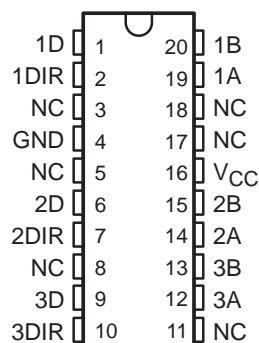 1D 1 20 1B
1DIR 2 19 1A
NC 3 18 NC
GND 4 17 NC
NC 5 16 VCC
2D 6 15 2B
2DIR 7 14 2A
NC 8 13 3B
3D 9 12 3A
3DIR 10 11 NC